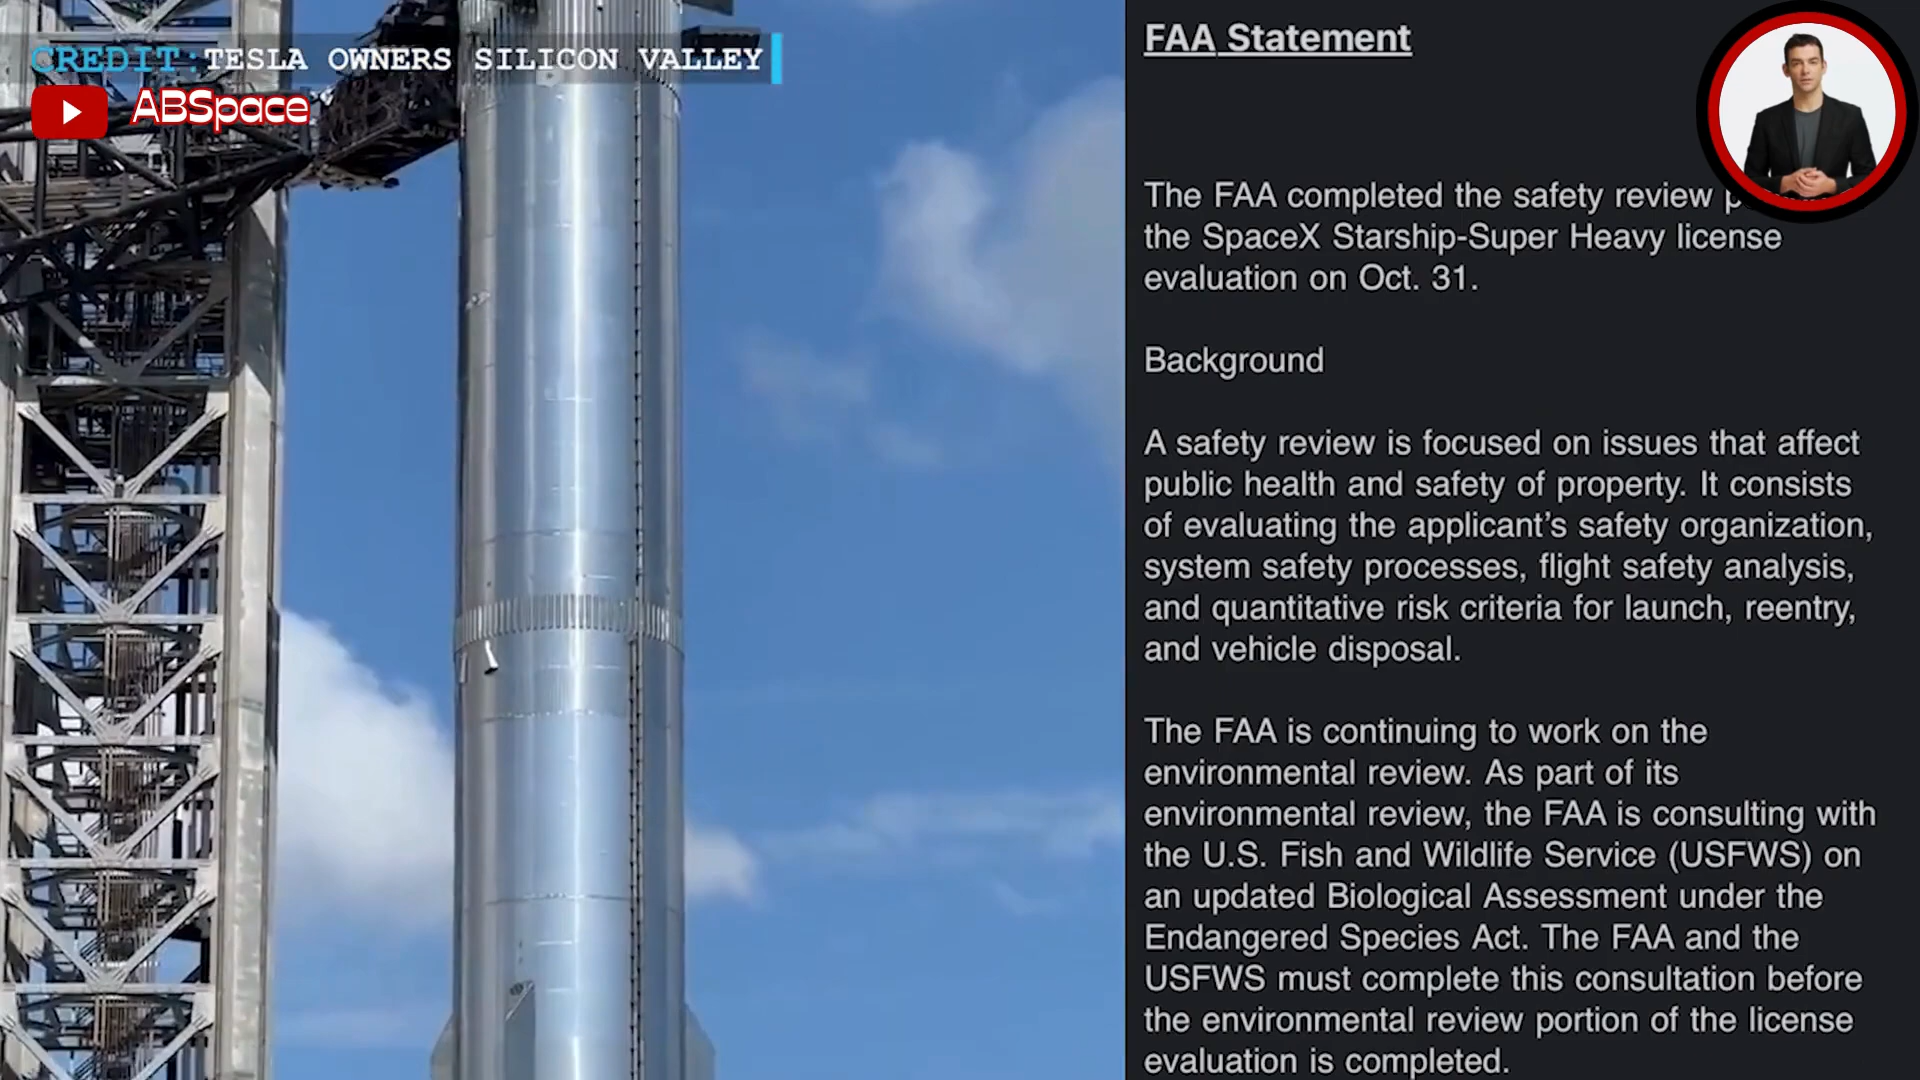 CREDIT:TESLA OWNERS SILICON VALLEY
ABSpace
FAA Statement
The FAA completed the safety review
the SpaceX Starship-Super Heavy license
evaluation on Oct. 31.
Background
A safety review is focused on issues that affect
public health and safety of property. It consists
of evaluating the applicant’s safety organization,
system safety processes, flight safety analysis,
and quantitative risk criteria for launch, reentry,
and vehicle disposal.
The FAA is continuing to work on the
environmental review. As part of its
environmental review, the FAA is consulting with
the U.S. Fish and Wildlife Service (USFWS) on
an updated Biological Assessment under the
Endangered Species Act. The FAA and the
USFWS must complete this consultation before
the environmental review portion of the license
evaluation is completed.